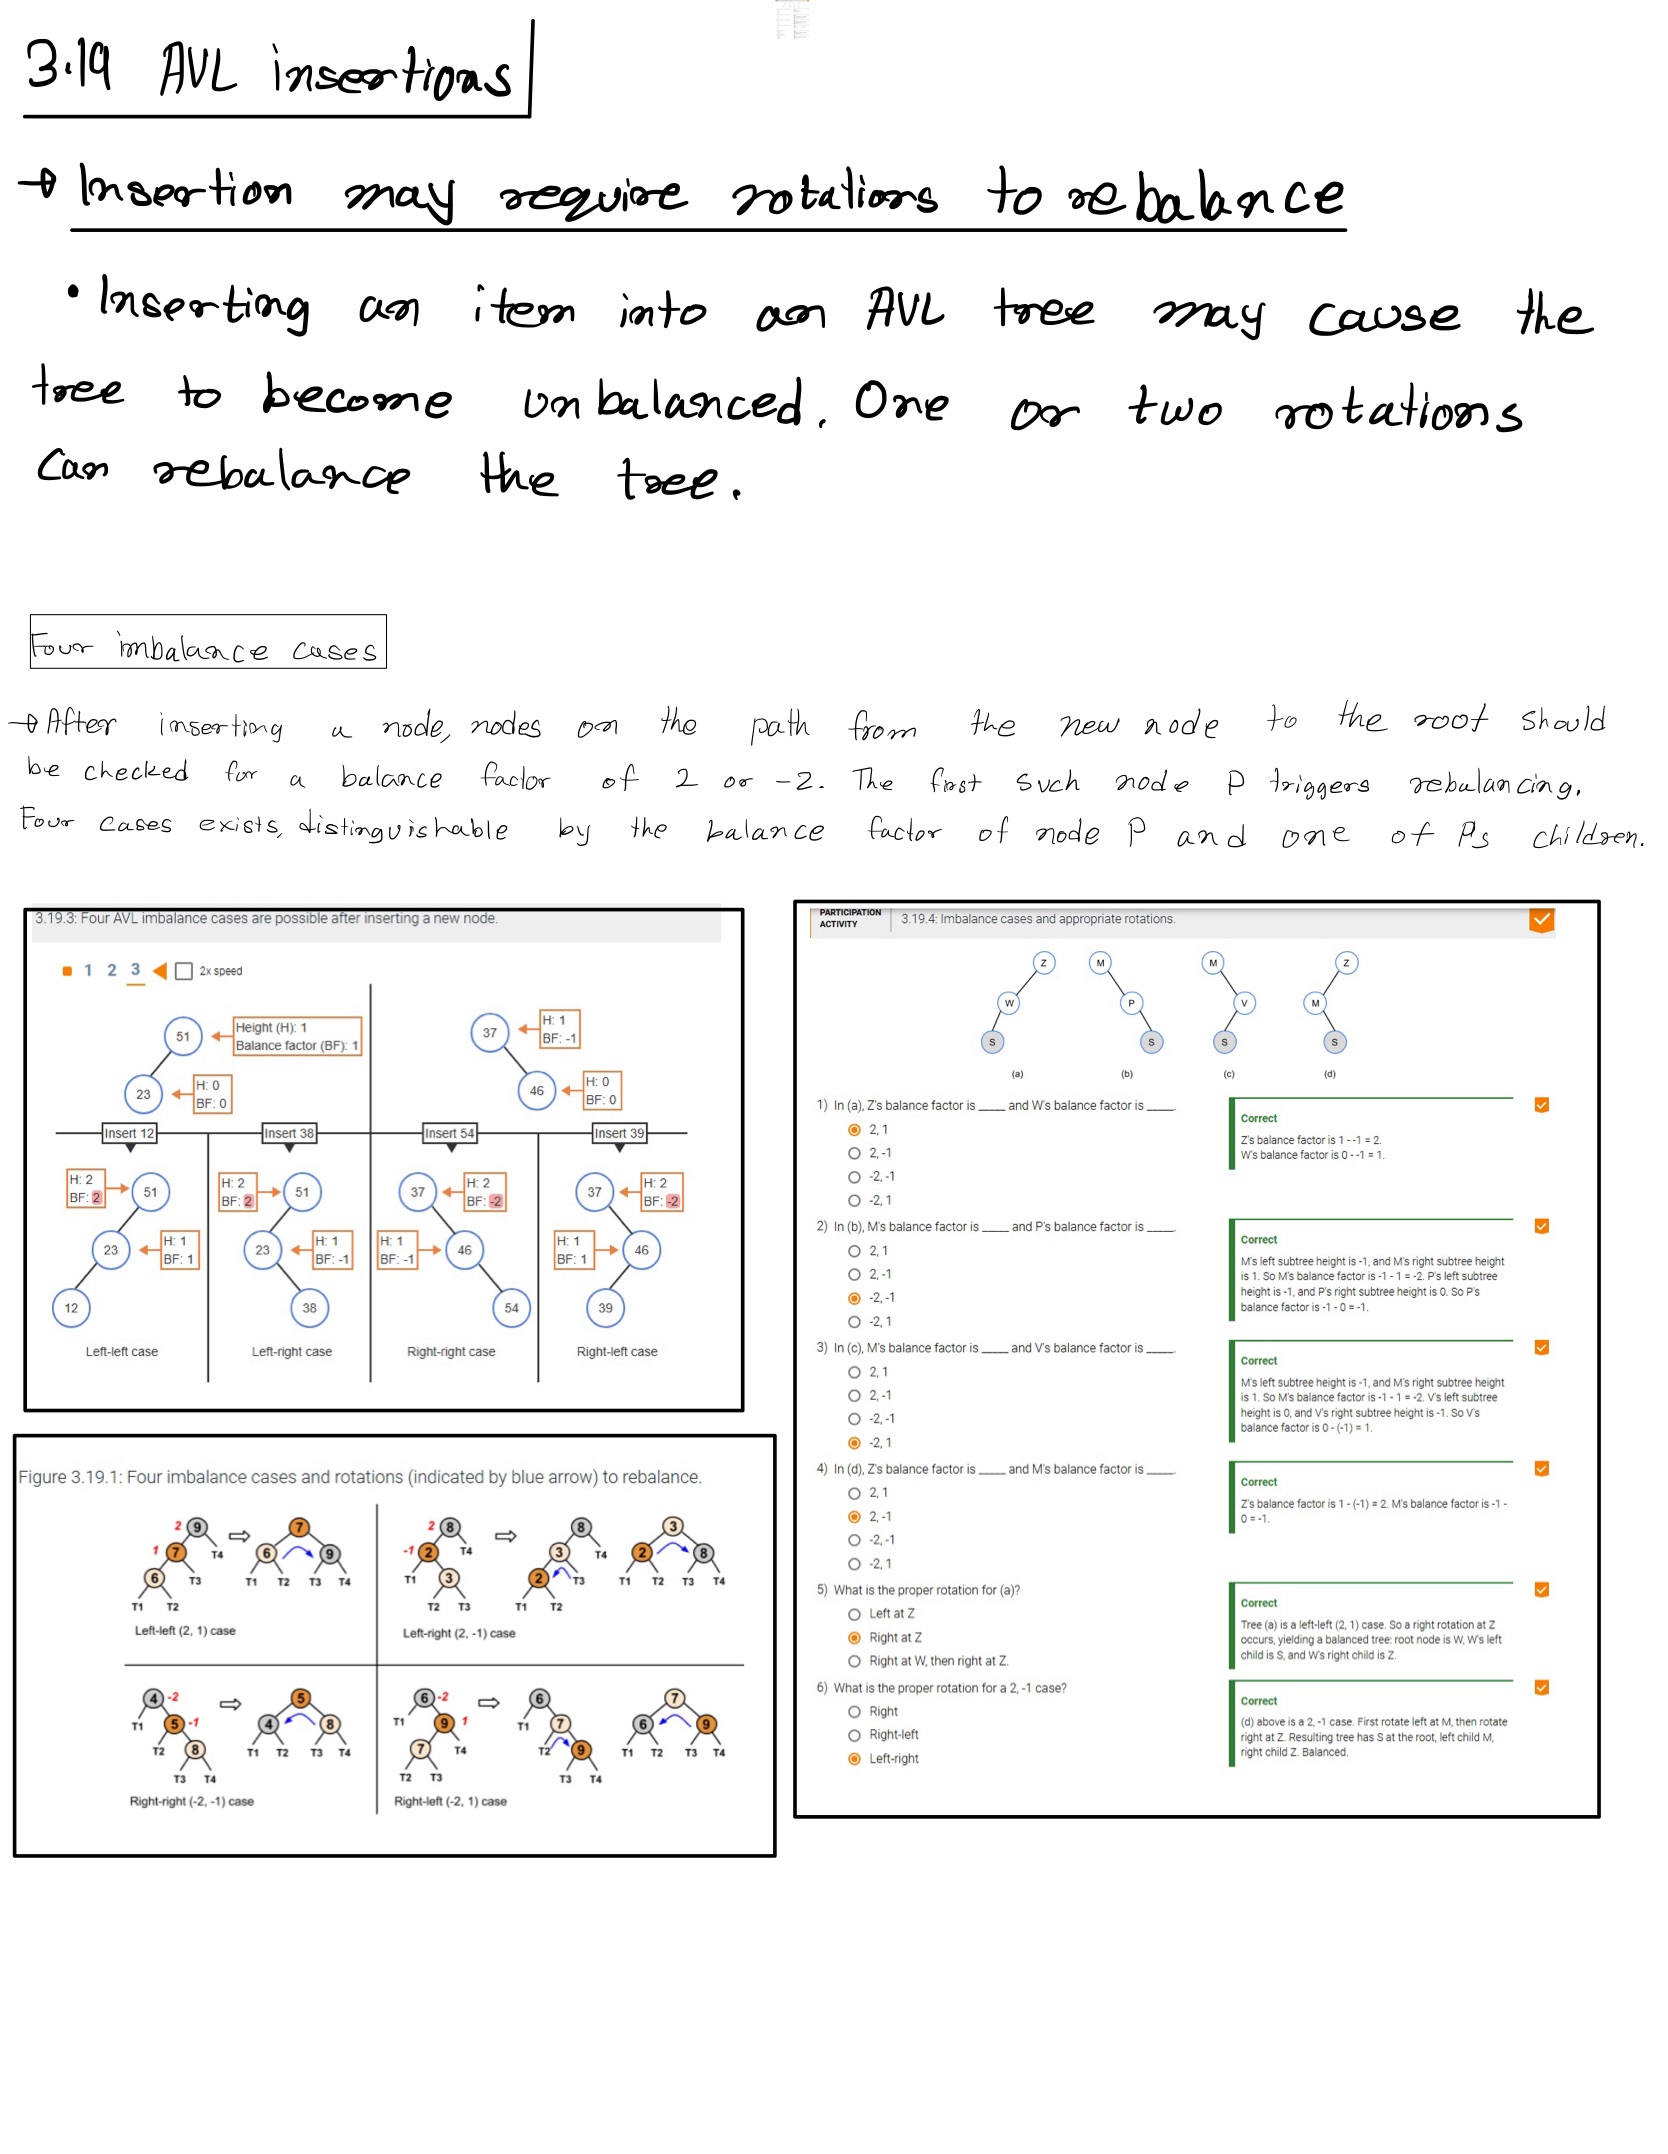 3.19 AVL insertions
→ Insertion may require rotations to rebalance
• Inserting an item into an AVL tree may cause the
tree to become unbalanced. One or two rotations
can rebalance the tree.
Four imbalance cases
→ After inserting a node, nodes on the path from the new node to the root should
be checked for a balance factor of 2 or -2. The first such node P triggers rebalancing.
Four cases exists, distinguishable by the balance factor of node P and one of P's children.
3.19.3: Four AVL imbalance cases are possible after inserting a new node.
1 2 3 2x speed
51 Height (H): 1
Balance factor (BF): 1
23 H: 0
BF: 0
37 H: 1
BF: -1
46 H: 0
BF: 0
Insert 12 Insert 38 Insert 54 Insert 39
H: 2
BF: 2 51
23 H: 1
BF: 1
12
Left-left case
H: 2
BF: 2 51
23 H: 1
BF: -1
38
Left-right case
37 H: 2
BF: -2
H: 1
BF: -1 46
54
Right-right case
37 H: 2
BF: -2
H: 1
BF: 1 46
39
Right-left case
Figure 3.19.1: Four imbalance cases and rotations (indicated by blue arrow) to rebalance.
2 9 7
1 7 T4 6 9
6 T3 T1 T2 T3 T4
T1 T2
Left-left (2, 1) case
2 8 8 3
-1 2 T4 3 T4 2 8
T1 3 2 T3 T1 T2 T3 T4
T2 T3 T1 T2
Left-right (2, -1) case
4 -2 5
T1 5 -1 4 8
T2 8 T1 T2 T3 T4
T3 T4
Right-right (-2, -1) case
6 -2 6 7
T1 9 1 T1 7 6 9
7 T4 T2 9 T1 T2 T3 T4
T2 T3 T3 T4
Right-left (-2, 1) case
PARTICIPATION
ACTIVITY
3.19.4: Imbalance cases and appropriate rotations.
Z M M Z
W P V M
S S S S
(a) (b) (c) (d)
1) In (a), Z's balance factor is ____ and W's balance factor is ____.
2, 1
2, -1
-2, -1
-2, 1
Correct
Z's balance factor is 1 - -1 = 2.
W's balance factor is 0 - -1 = 1.
2) In (b), M's balance factor is ____ and P's balance factor is ____.
2, 1
2, -1
-2, -1
-2, 1
Correct
M's left subtree height is -1, and M's right subtree height
is 1. So M's balance factor is -1 - 1 = -2. P's left subtree
height is -1, and P's right subtree height is 0. So P's
balance factor is -1 - 0 = -1.
3) In (c), M's balance factor is ____ and V's balance factor is ____.
2, 1
2, -1
-2, -1
-2, 1
Correct
M's left subtree height is -1, and M's right subtree height
is 1. So M's balance factor is -1 - 1 = -2. V's left subtree
height is 0, and V's right subtree height is -1. So V's
balance factor is 0 - (-1) = 1.
4) In (d), Z's balance factor is ____ and M's balance factor is ____.
2, 1
2, -1
-2, -1
-2, 1
Correct
Z's balance factor is 1 - (-1) = 2. M's balance factor is -1 -
0 = -1.
5) What is the proper rotation for (a)?
Left at Z
Right at Z
Right at W, then right at Z.
Correct
Tree (a) is a left-left (2, 1) case. So a right rotation at Z
occurs, yielding a balanced tree: root node is W, W's left
child is S, and W's right child is Z.
6) What is the proper rotation for a 2, -1 case?
Right
Right-left
Left-right
Correct
(d) above is a 2, -1 case. First rotate left at M, then rotate
right at Z. Resulting tree has S at the root, left child M,
right child Z. Balanced.